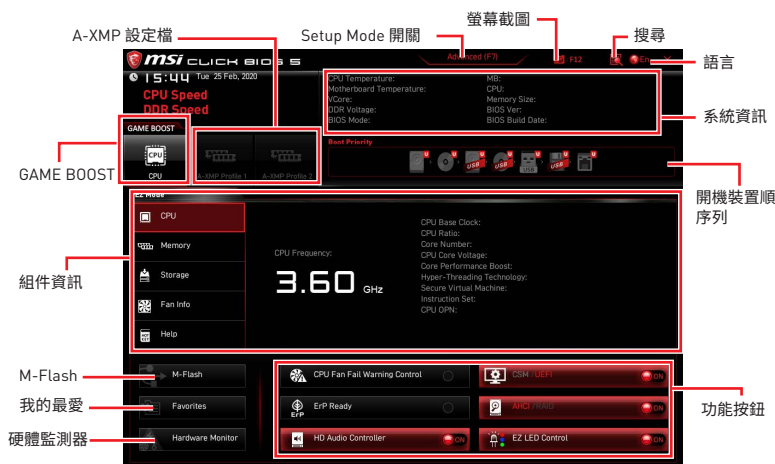 螢幕截圖
A-XMP 設定檔
Setup Mode 開關
搜尋
msi CLICK BIOS 5
Advanced (F7)
F12
En
X
語言
15:44 Tue 25 Feb, 2020
CPU Speed
DDR Speed
CPU Temperature:
Motherboard Temperature:
VCore:
DDR Voltage:
BIOS Mode:
MB:
CPU:
Memory Size:
BIOS Ver:
BIOS Build Date:
系統資訊
GAME BOOST
CPU
CPU
A-XMP Profile 1
A-XMP Profile 2
Boot Priority
U
U
U
USB
U
USB
U
USB
U
USB
U
GAME BOOST
開機裝置順
序列
EZ Mode
CPU
Memory
Storage
Fan Info
Help
組件資訊
CPU Frequency:
3.60 GHz
CPU Base Clock:
CPU Ratio:
Core Number:
CPU Core Voltage:
Core Performance Boost:
Hyper-Threading Technology:
Secure Virtual Machine:
Instruction Set:
CPU OPN:
M-Flash
M-Flash
我的最愛
Favorites
硬體監測器
Hardware Monitor
CPU Fan Fail Warning Control
CSM /UEFI
ON
ErP
ErP Ready
AHCI /RAID
ON
HD Audio Controller
ON
EZ LED Control
ON
功能按鈕